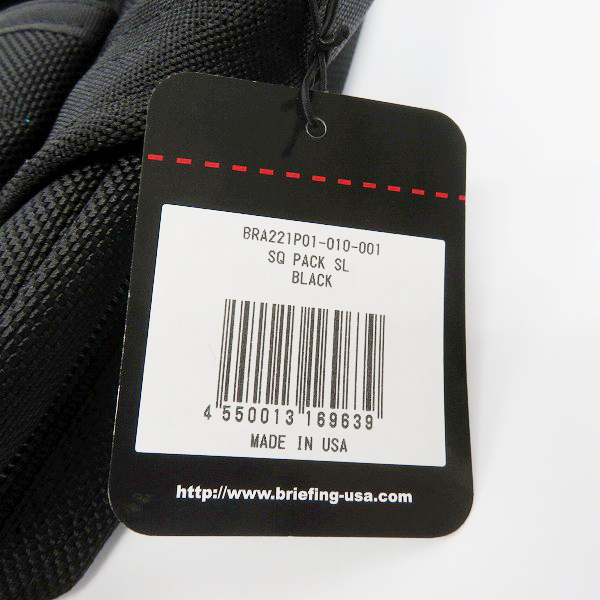 BRA221P01-010-001
SQ PACK SL
BLACK
4 550013 169639
MADE IN USA
http://www.briefing-usa.com